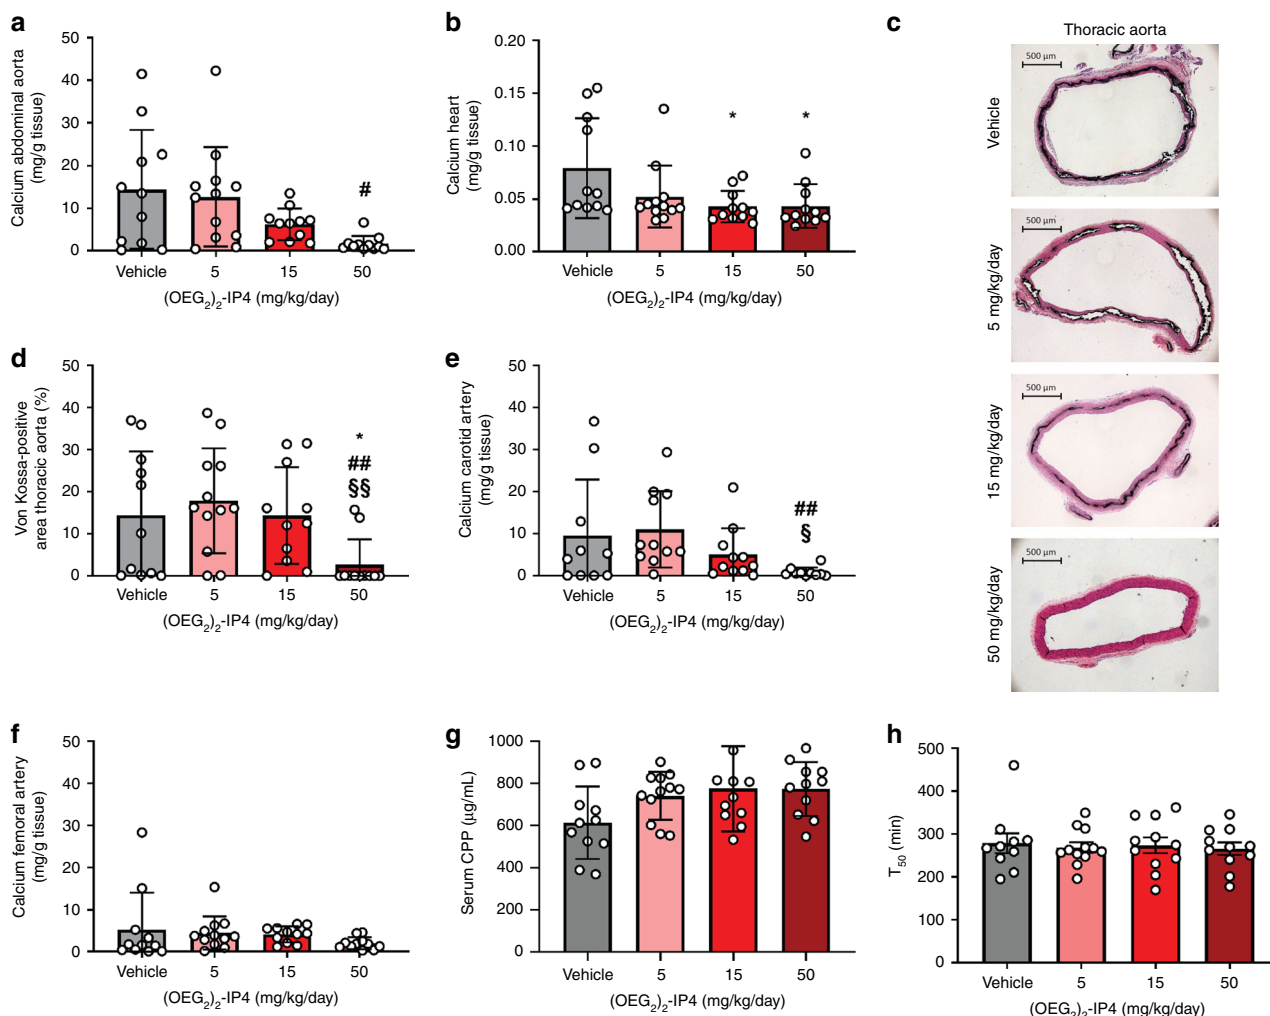 a
Calcium abdominal aorta
(mg/g tissue)
50
40
30
20
10
0
#
Vehicle 5 15 50
(OEG2)2-IP4 (mg/kg/day)
b
Calcium heart
(mg/g tissue)
0.20
0.15
0.10
0.05
0.00
* *
Vehicle 5 15 50
(OEG2)2-IP4 (mg/kg/day)
c
Thoracic aorta
Vehicle
500 µm
5 mg/kg/day
500 µm
15 mg/kg/day
500 µm
50 mg/kg/day
500 µm
d
Von Kossa-positive
area thoracic aorta (%)
50
40
30
20
10
0
*
##
§§
Vehicle 5 15 50
(OEG2)2-IP4 (mg/kg/day)
e
Calcium carotid artery
(mg/g tissue)
50
40
30
20
10
0
##
§
Vehicle 5 15 50
(OEG2)2-IP4 (mg/kg/day)
f
Calcium femoral artery
(mg/g tissue)
50
40
30
20
10
0
Vehicle 5 15 50
(OEG2)2-IP4 (mg/kg/day)
g
Serum CPP (µg/mL)
1000
800
600
400
200
0
Vehicle 5 15 50
(OEG2)2-IP4 (mg/kg/day)
h
T50 (min)
500
400
300
200
100
0
Vehicle 5 15 50
(OEG2)2-IP4 (mg/kg/day)